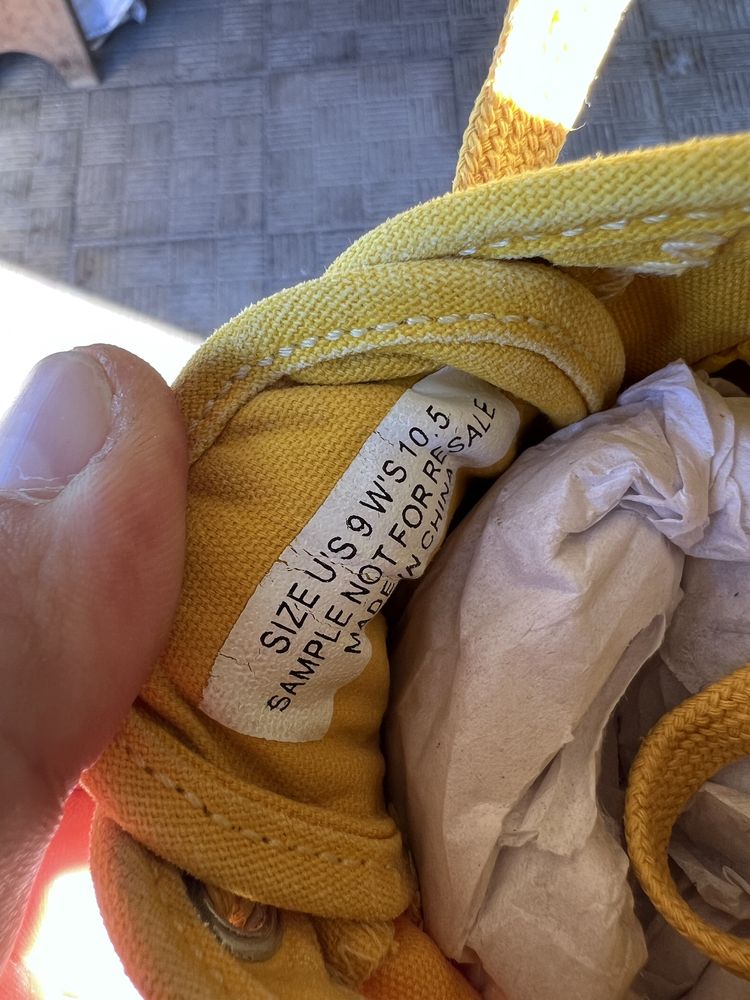 SIZE U'S 9 W'S 10.5
SAMPLE NOT FOR RESALE
MADE IN CHINA